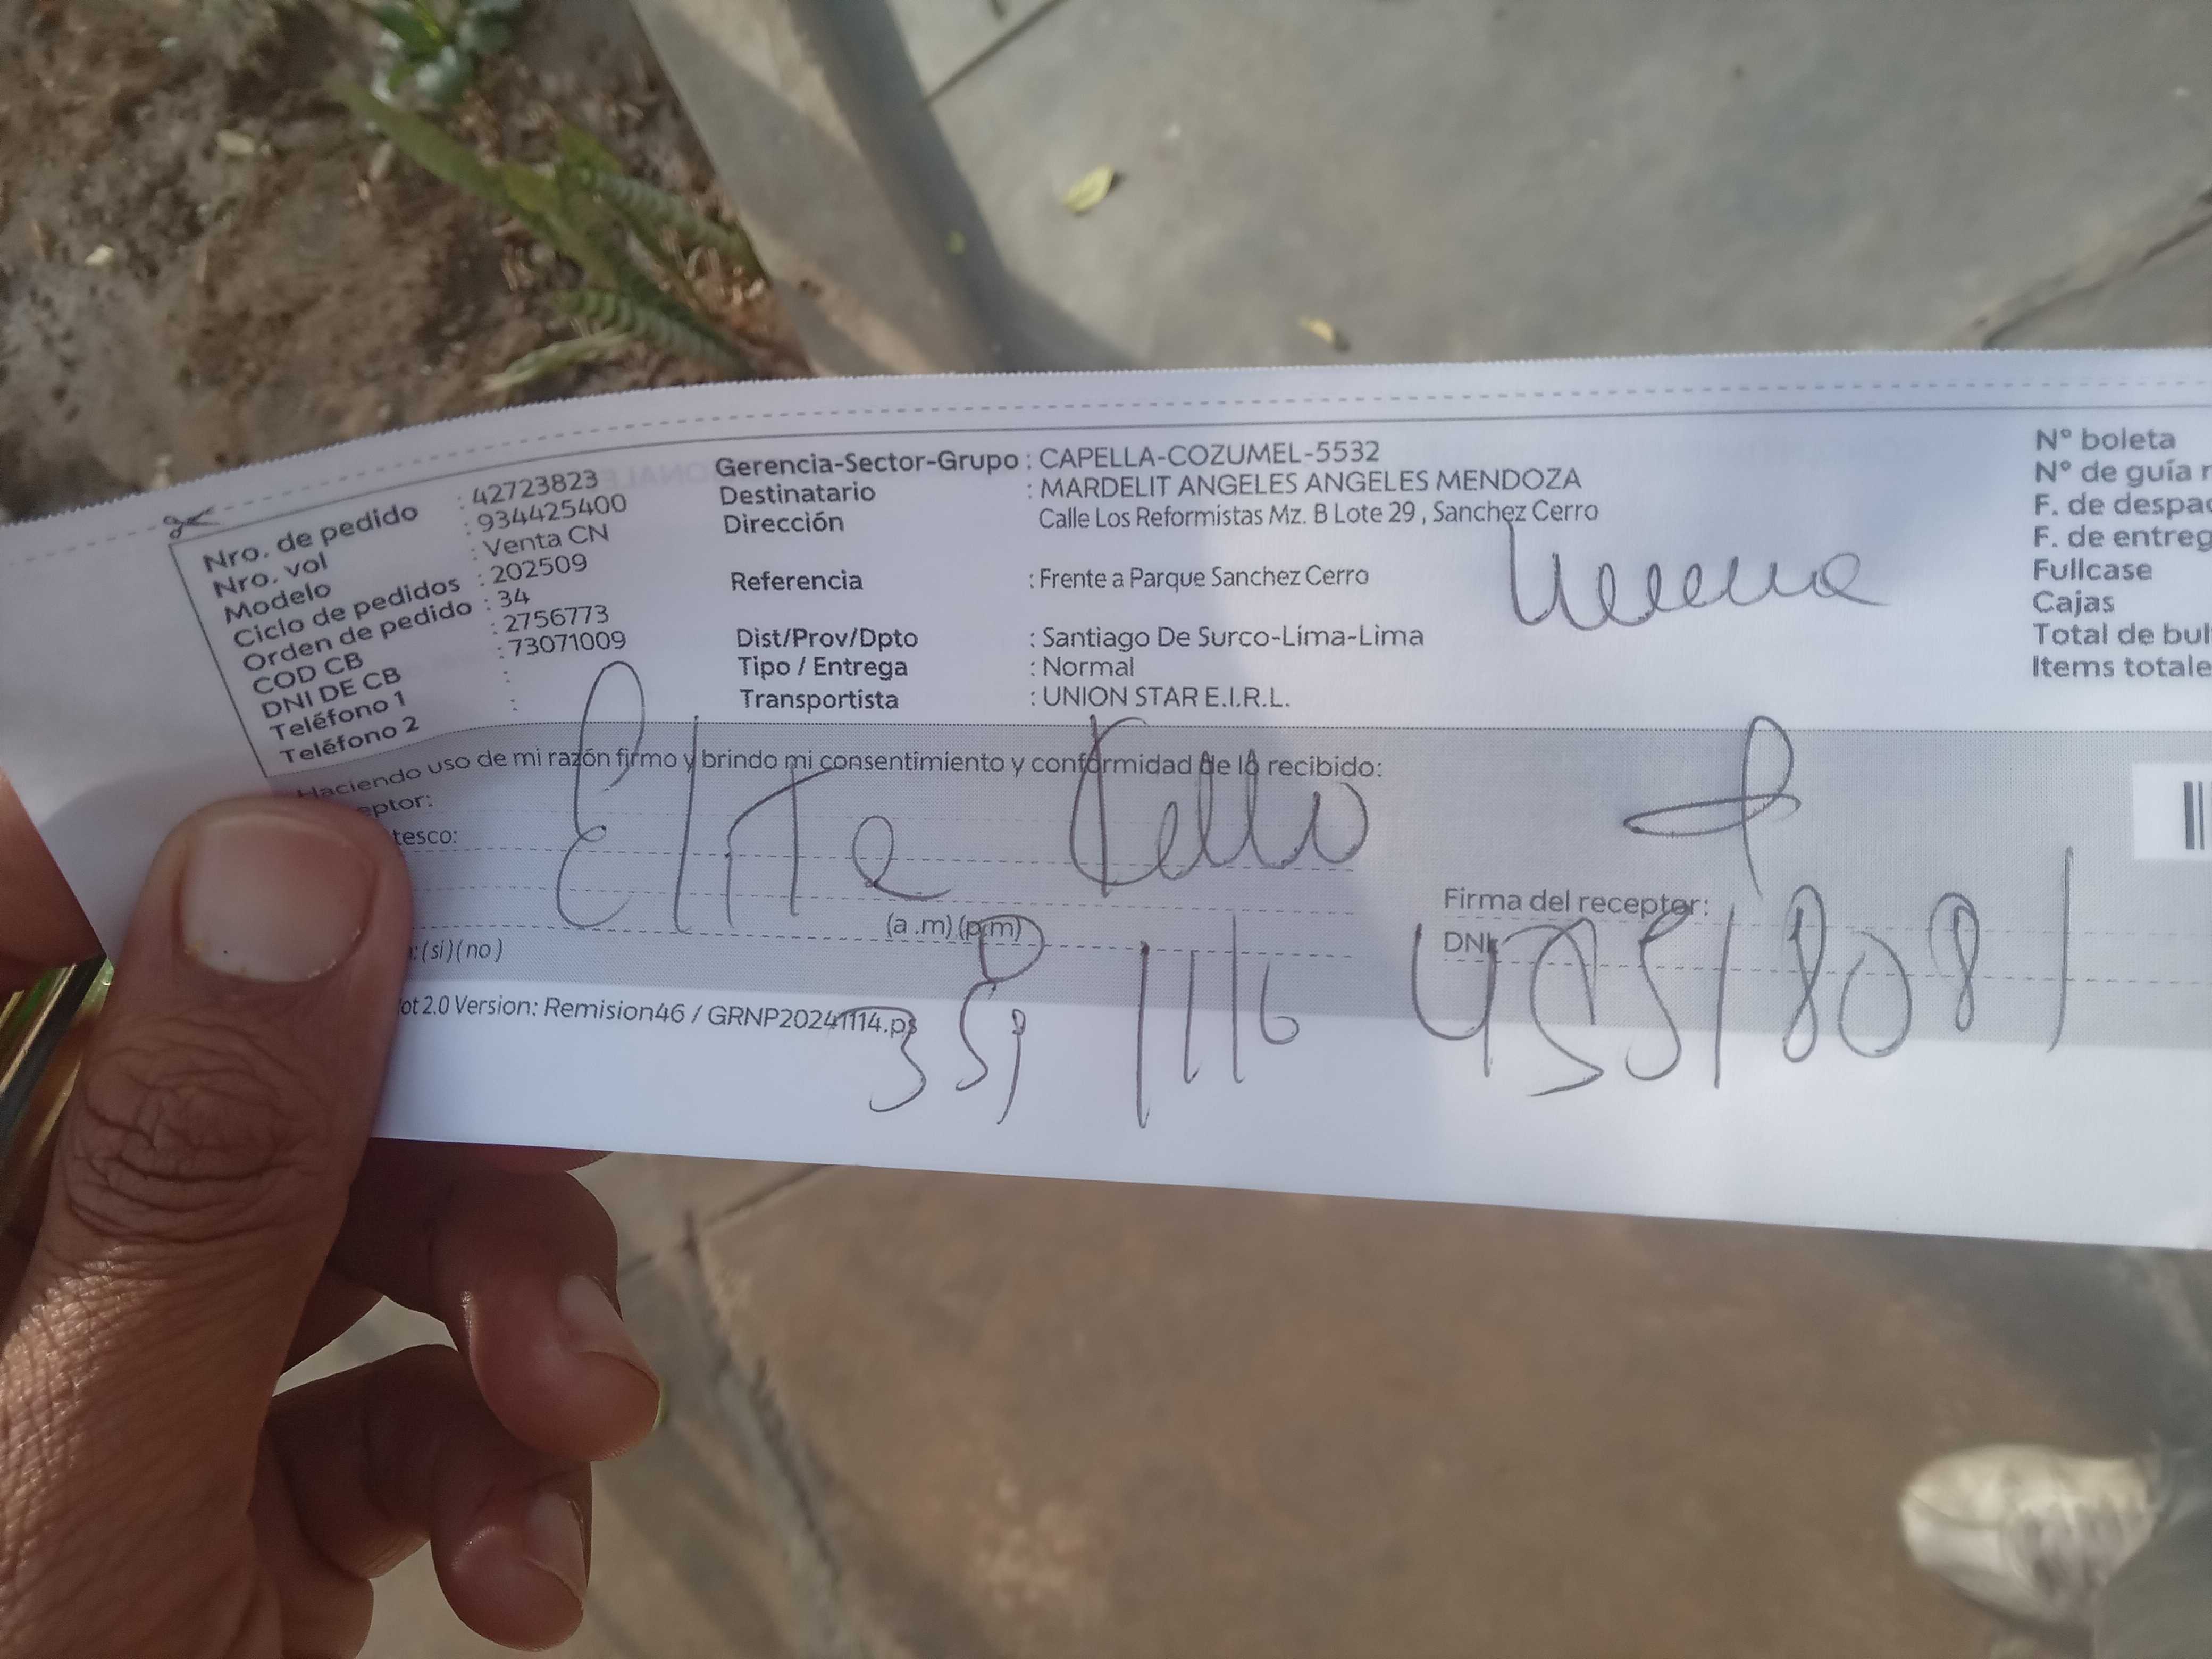 Nro. de pedido : 42723823
Nro. vol : 934425400
Modelo : Venta CN
Ciclo de pedidos : 202509
Orden de pedido : 34
COD CB : 2756773
DNI DE CB : 73071009
Teléfono 1 :
Teléfono 2 :
Gerencia-Sector-Grupo : CAPELLA-COZUMEL-5532
Destinatario : MARDELIT ANGELES ANGELES MENDOZA
Dirección : Calle Los Reformistas Mz. B Lote 29 , Sanchez Cerro
Referencia : Frente a Parque Sanchez Cerro
Dist/Prov/Dpto : Santiago De Surco-Lima-Lima
Tipo / Entrega : Normal
Transportista : UNION STAR E.I.R.L.
Nº boleta
Nº de guía r
F. de despac
F. de entreg
Fullcase
Cajas
Total de bul
Items totale
Haciendo uso de mi razón firmo y brindo mi consentimiento y conformidad de lo recibido:
eptor:
tesco:
Tello
(a .m) (p.m)
: (si) (no)
Firma del receptor:
DNI:
ot 2.0 Version: Remision46 / GRNP20241114.ps